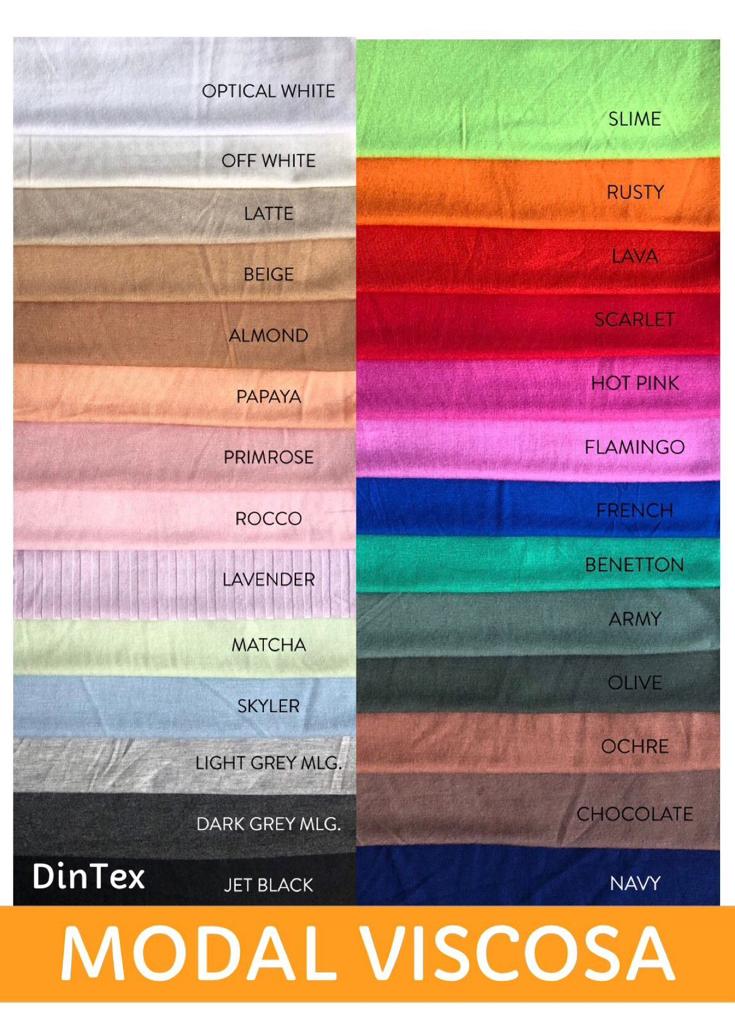 OPTICAL WHITE
OFF WHITE
LATTE
BEIGE
ALMOND
PAPAYA
PRIMROSE
ROCCO
LAVENDER
MATCHA
SKYLER
LIGHT GREY MLG.
DARK GREY MLG.
JET BLACK
SLIME
RUSTY
LAVA
SCARLET
HOT PINK
FLAMINGO
FRENCH
BENETTON
ARMY
OLIVE
OCHRE
CHOCOLATE
NAVY
DinTex
MODAL VISCOSA